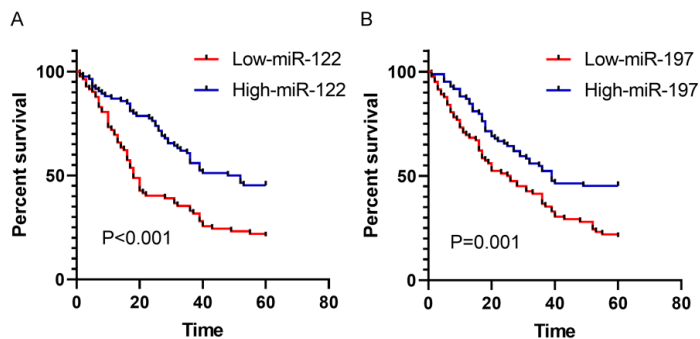 A
Low-miR-122
High-miR-122
Percent survival
100
50
0
P<0.001
0 20 40 60 80
Time
B
Low-miR-197
High-miR-197
Percent survival
100
50
0
P=0.001
0 20 40 60 80
Time